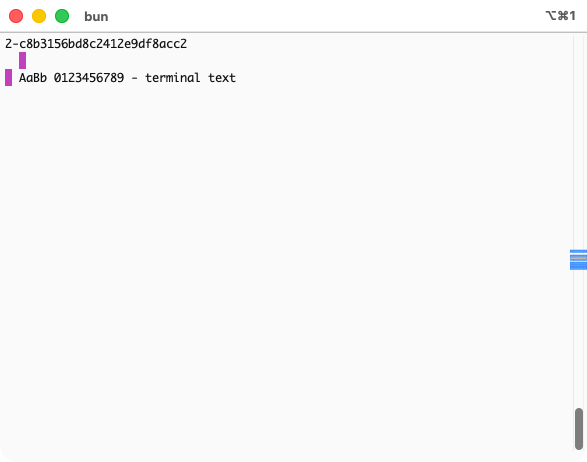 bun
⌥⌘1
2-c8b3156bd8c2412e9df8acc2
AaBb 0123456789 - terminal text